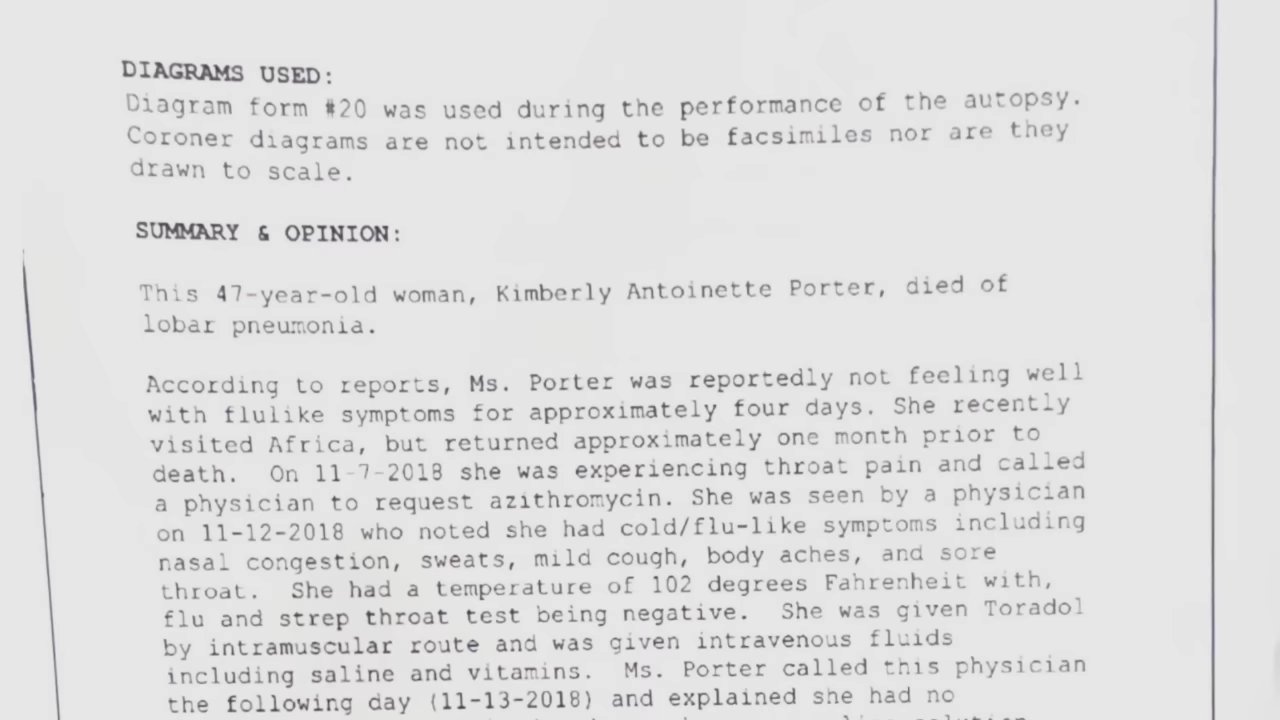 DIAGRAMS USED:
Diagram form #20 was used during the performance of the autopsy.
Coroner diagrams are not intended to be facsimiles nor are they
drawn to scale.
SUMMARY & OPINION:
This 47-year-old woman, Kimberly Antoinette Porter, died of
lobar pneumonia.
According to reports, Ms. Porter was reportedly not feeling well
with flulike symptoms for approximately four days. She recently
visited Africa, but returned approximately one month prior to
death. On 11-7-2018 she was experiencing throat pain and called
a physician to request azithromycin. She was seen by a physician
on 11-12-2018 who noted she had cold/flu-like symptoms including
nasal congestion, sweats, mild cough, body aches, and sore
throat. She had a temperature of 102 degrees Fahrenheit with,
flu and strep throat test being negative. She was given Toradol
by intramuscular route and was given intravenous fluids
including saline and vitamins. Ms. Porter called this physician
the following day (11-13-2018) and explained she had no